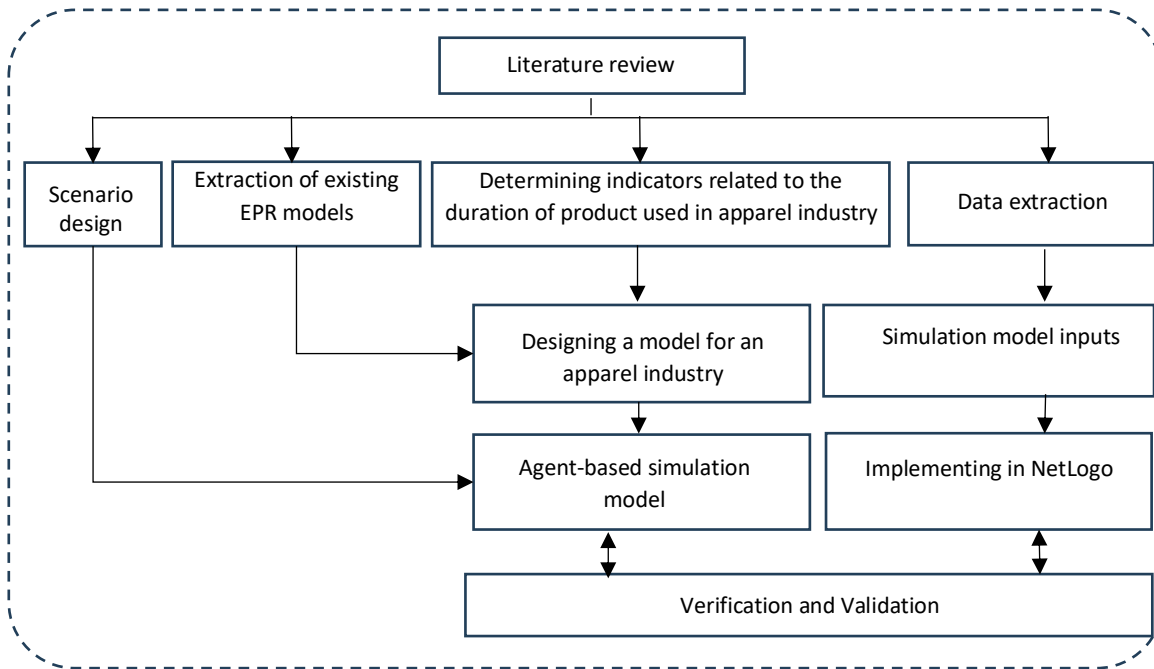 Literature review
Scenario
design
Extraction of existing
EPR models
Determining indicators related to the
duration of product used in apparel industry
Data extraction
Designing a model for an
apparel industry
Simulation model inputs
Agent-based simulation
model
Implementing in NetLogo
Verification and Validation